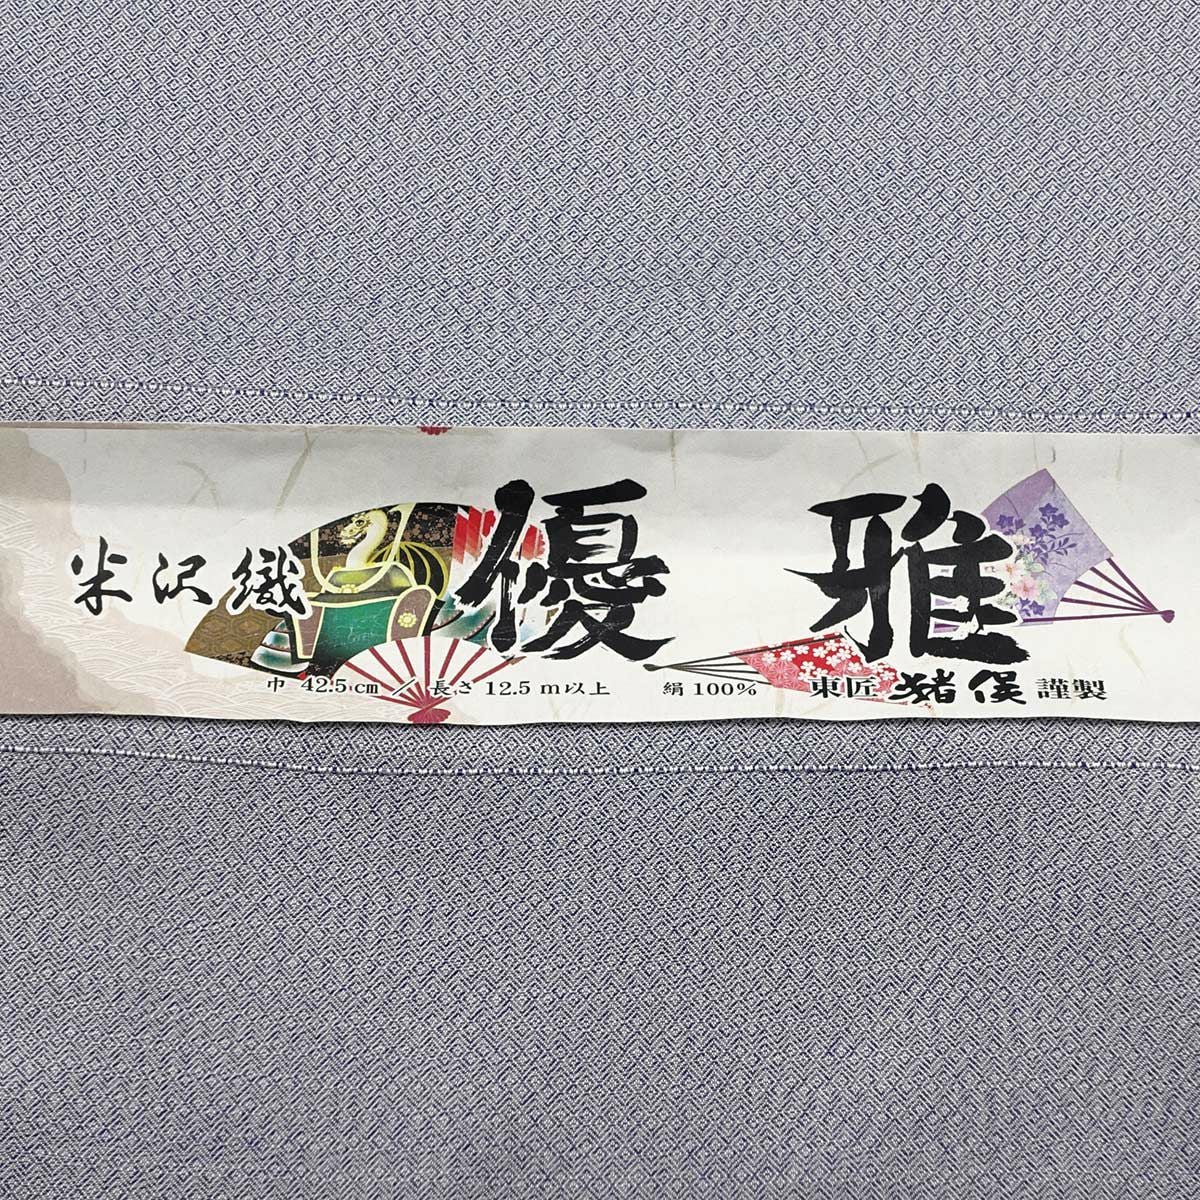 米沢織 優雅
巾 42.5cm / 長さ 12.5m以上 絹 100% 東匠 猪俣 謹製